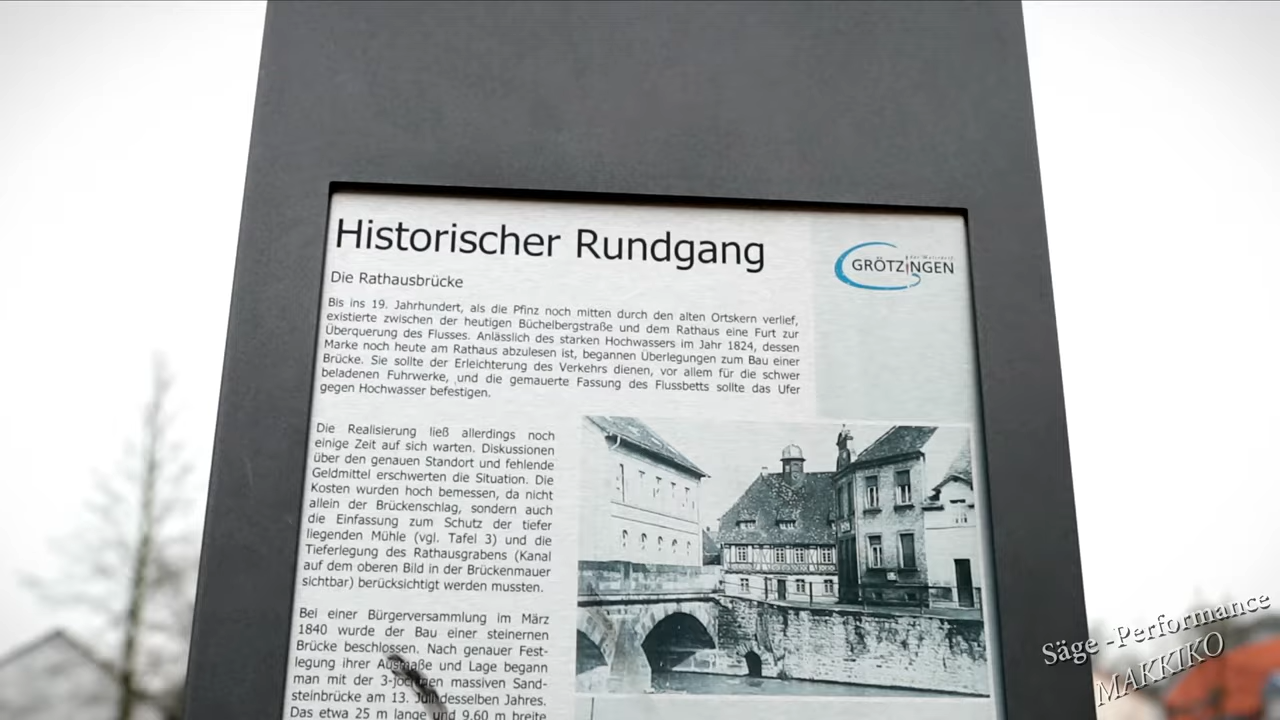 Historischer Rundgang
Die Rathausbrücke
GRÖTZINGEN
Bis ins 19. Jahrhundert, als die Pfinz noch mitten durch den alten Ortskern verlief,
existierte zwischen der heutigen Büchelbergstraße und dem Rathaus eine Furt zur
Überquerung des Flusses. Anlässlich des starken Hochwassers im Jahr 1824, dessen
Marke noch heute am Rathaus abzulesen ist, begannen Überlegungen zum Bau einer
Brücke. Sie sollte der Erleichterung des Verkehrs dienen, vor allem für die schwer
beladenen Fuhrwerke, und die gemauerte Fassung des Flussbetts sollte das Ufer
gegen Hochwasser befestigen.
Die Realisierung ließ allerdings noch
einige Zeit auf sich warten. Diskussionen
über den genauen Standort und fehlende
Geldmittel erschwerten die Situation. Die
Kosten wurden hoch bemessen, da nicht
allein der Brückenschlag, sondern auch
die Einfassung zum Schutz der tiefer
liegenden Mühle (vgl. Tafel 3) und die
Tieferlegung des Rathausgrabens (Kanal
auf dem oberen Bild in der Brückenmauer
sichtbar) berücksichtigt werden mussten.
Bei einer Bürgerversammlung im März
1840 wurde der Bau einer steinernen
Brücke beschlossen. Nach genauer Fest-
legung ihrer Ausmaße und Lage begann
man mit der 3-jochigen massiven Sand-
steinbrücke am 13. Juli desselben Jahres.
Das etwa 25 m lange und 9,60 m breite
Säge -Performance
MAKKIKO